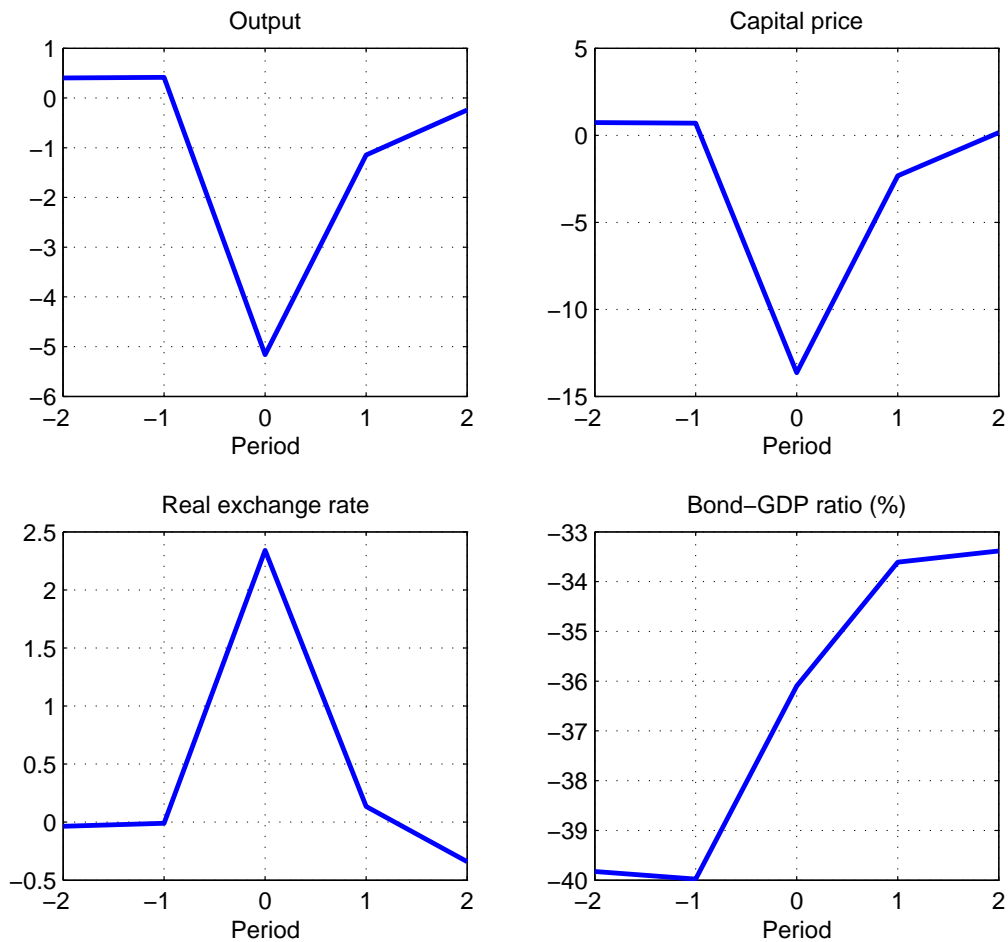 Output
1
0
−1
−2
−3
−4
−5
−6
−2 −1 0 1 2
Period
Capital price
5
0
−5
−10
−15
−2 −1 0 1 2
Period
Real exchange rate
2.5
2
1.5
1
0.5
0
−0.5
−2 −1 0 1 2
Period
Bond−GDP ratio (%)
−33
−34
−35
−36
−37
−38
−39
−40
−2 −1 0 1 2
Period